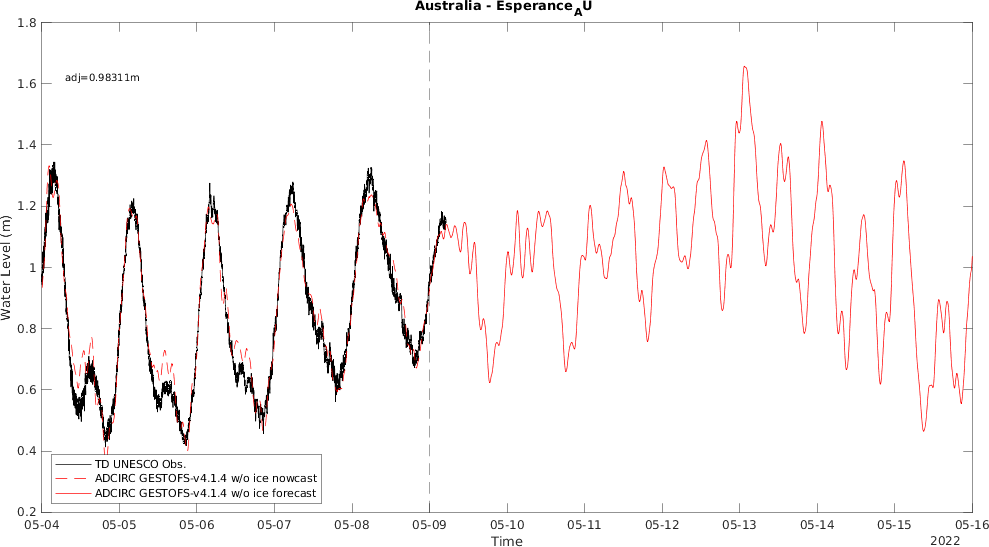 Australia - Esperance_AU
1.8
1.6
1.4
1.2
1
0.8
0.6
0.4
0.2
Water Level (m)
adj=0.98311m
TD UNESCO Obs.
ADCIRC GESTOFS-v4.1.4 w/o ice nowcast
ADCIRC GESTOFS-v4.1.4 w/o ice forecast
05-04 05-05 05-06 05-07 05-08 05-09 05-10 05-11 05-12 05-13 05-14 05-15 05-16
Time
2022